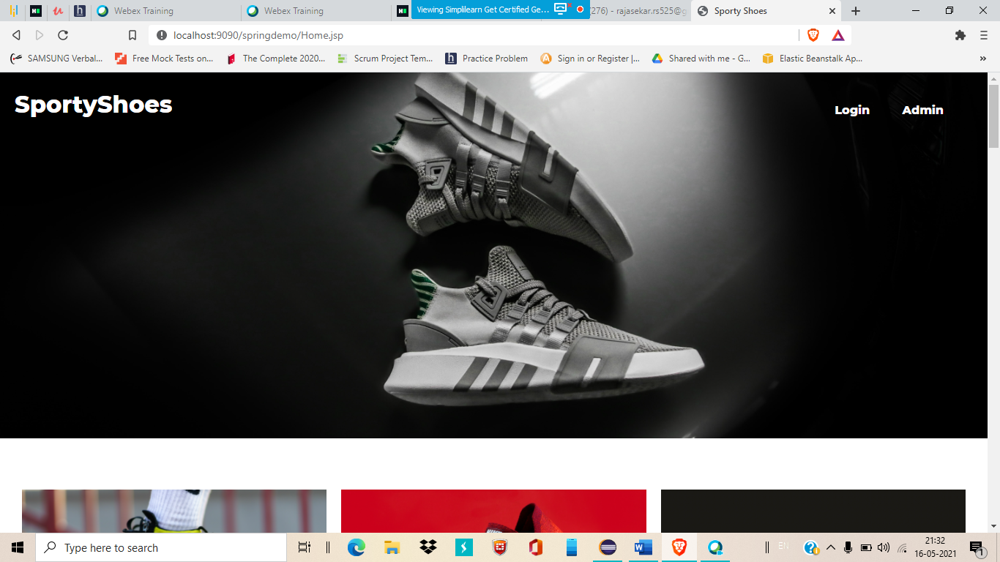 Webex Training
Webex Training
Viewing Simplilearn Get Certified Ge...
(276) - rajasekar.rs525@g
Sporty Shoes
localhost:9090/springdemo/Home.jsp
SAMSUNG Verbal...
Free Mock Tests on...
The Complete 2020...
Scrum Project Tem...
Practice Problem
Sign in or Register |...
Shared with me - G...
Elastic Beanstalk Ap...
»
SportyShoes
Login
Admin
Type here to search
EN
21:32
16-05-2021
1